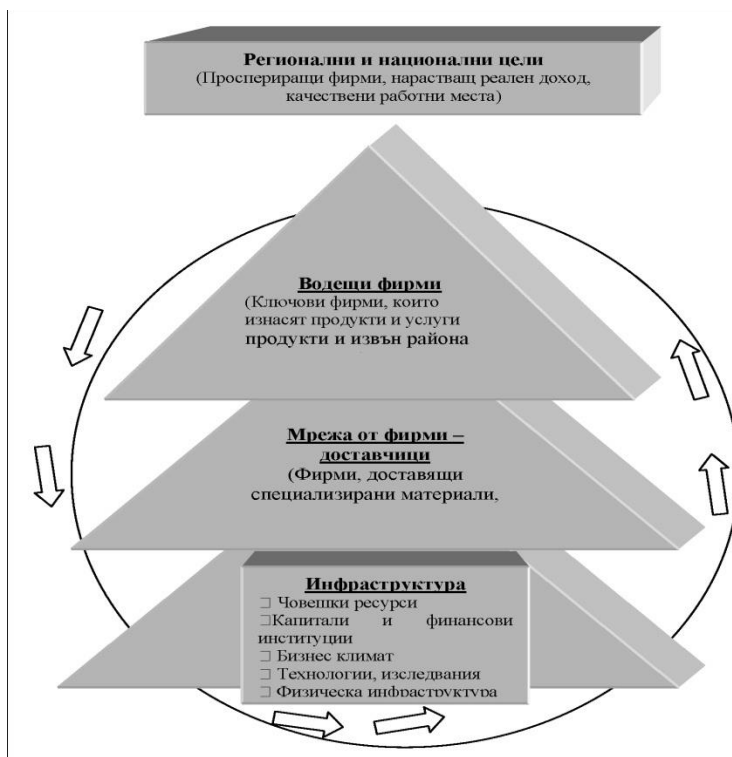 Регионални и национални цели
(Проспериращи фирми, нарастващ реален доход,
качествени работни места)
Водещи фирми
(Ключови фирми, които
изнасят продукти и услуги
продукти и извън района
Мрежа от фирми –
доставчици
(Фирми, доставящи
специализирани материали,
Инфраструктура
□ Човешки ресурси
□Капитали и финансови
институции
□ Бизнес климат
□ Технологии, изследвания
□ Физическа инфраструктура